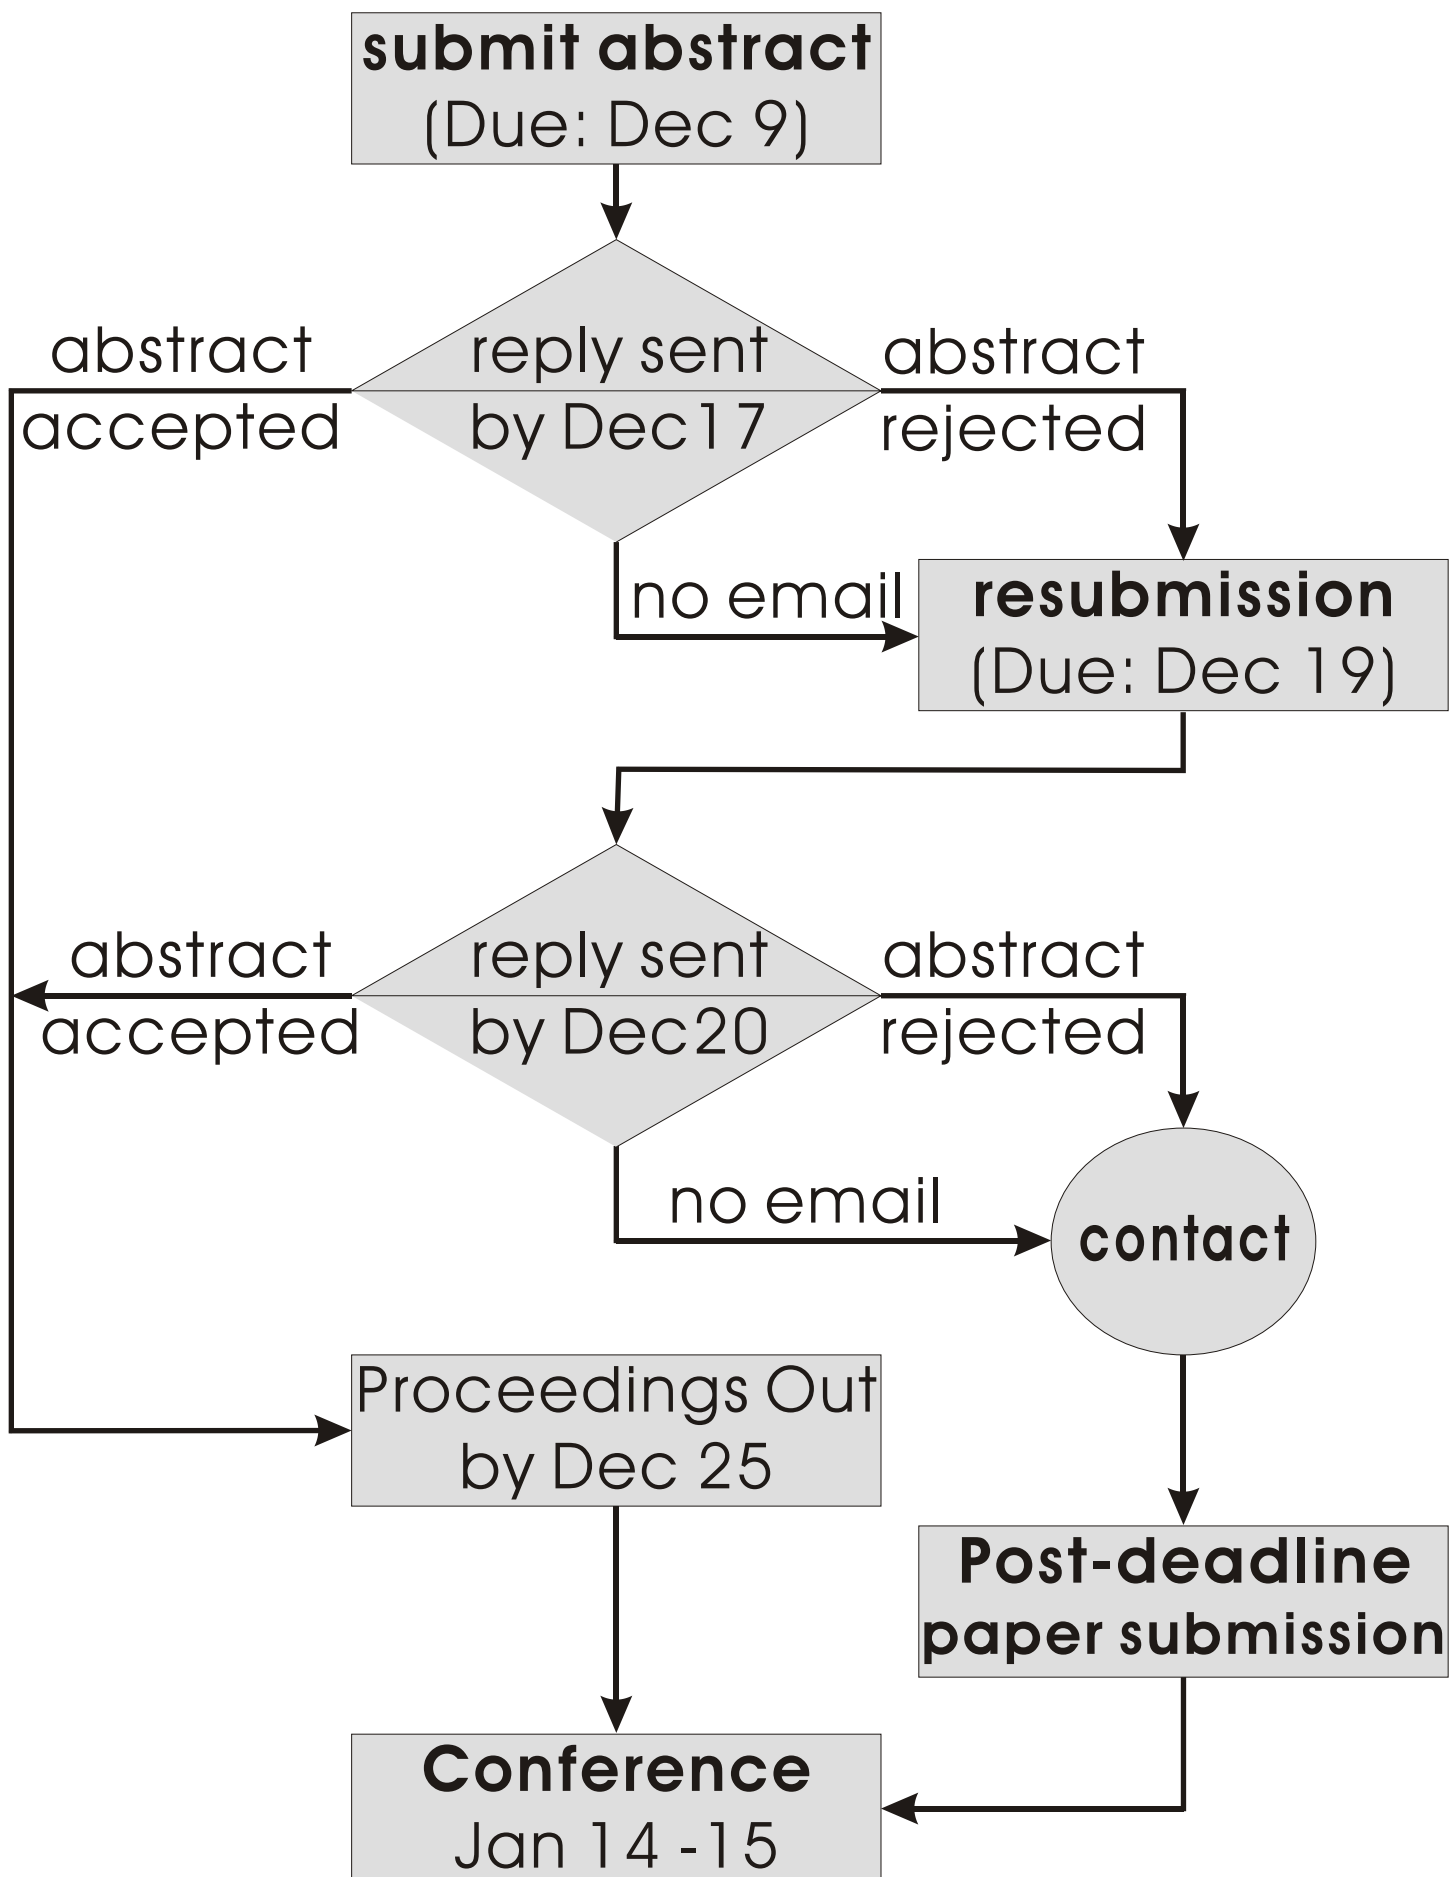 submit abstract
(Due: Dec 9)
abstract
accepted
reply sent
by Dec17
abstract
rejected
no email
resubmission
(Due: Dec 19)
abstract
accepted
reply sent
by Dec20
abstract
rejected
no email
contact
Proceedings Out
by Dec 25
Post-deadline
paper submission
Conference
Jan 14 -15